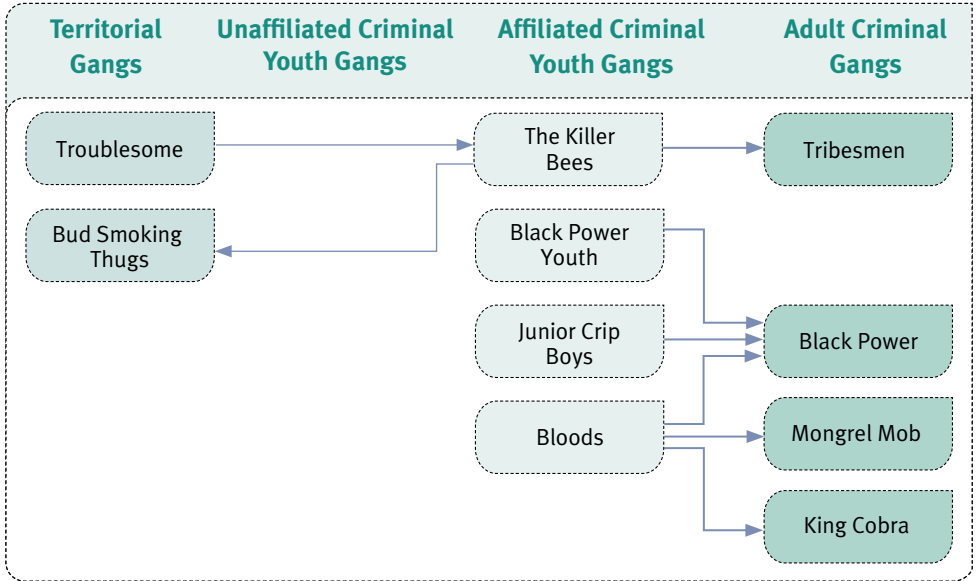 Territorial
Gangs
Unaffiliated Criminal
Youth Gangs
Affiliated Criminal
Youth Gangs
Adult Criminal
Gangs
Troublesome
The Killer
Bees
Tribesmen
Bud Smoking
Thugs
Black Power
Youth
Junior Crip
Boys
Black Power
Bloods
Mongrel Mob
King Cobra